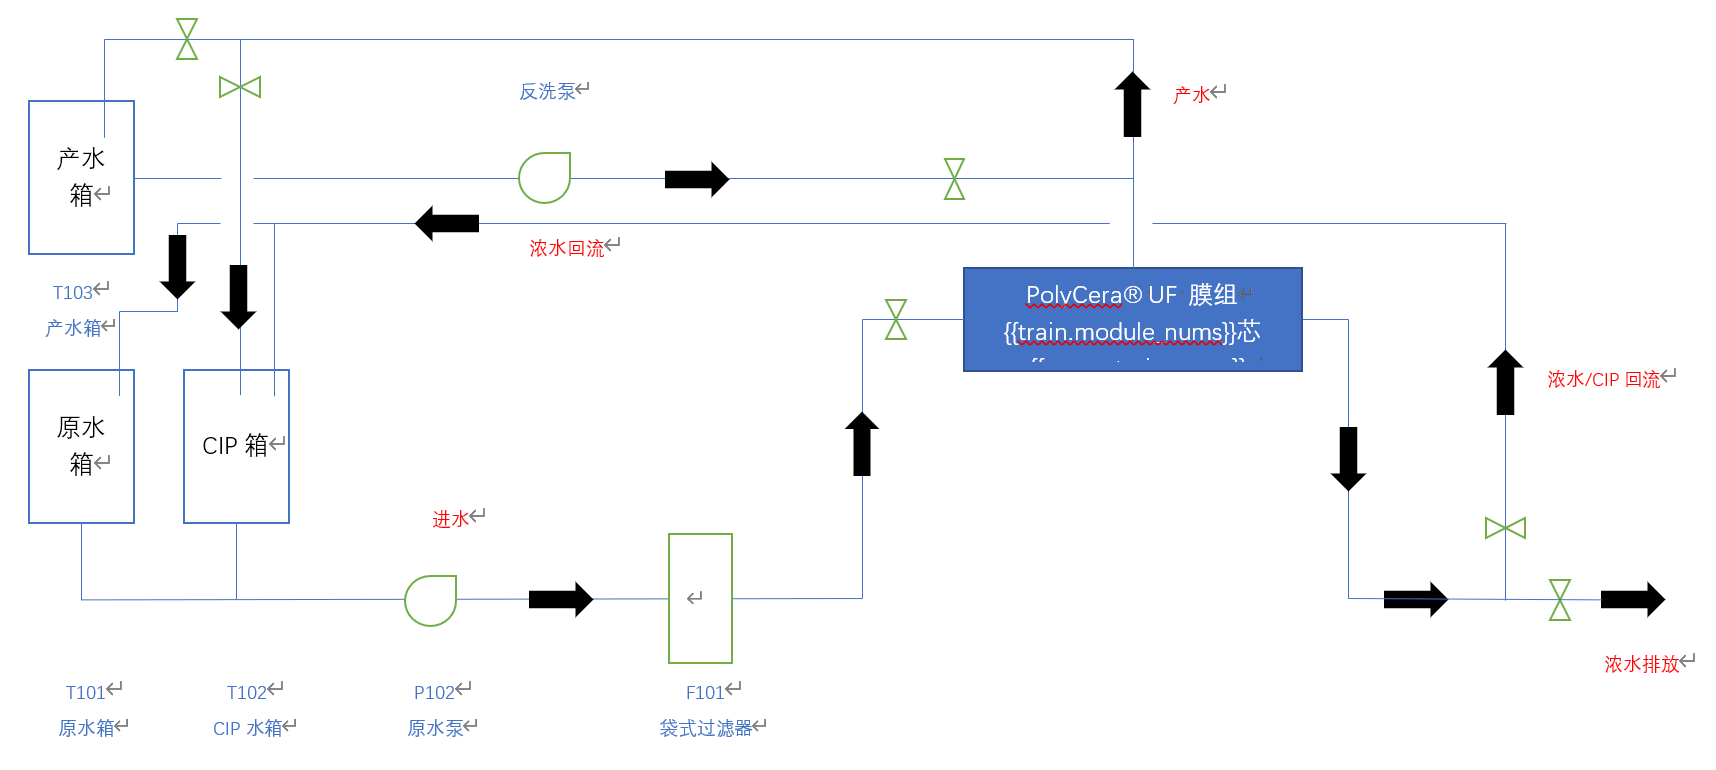 反洗泵
产水
产水
箱
浓水回流
T103
产水箱
PolyCera® UF 膜组
{{train.module_nums}}芯
浓水/CIP 回流
原水
箱
CIP 箱
进水
浓水排放
T101
原水箱
T102
CIP 水箱
P102
原水泵
F101
袋式过滤器